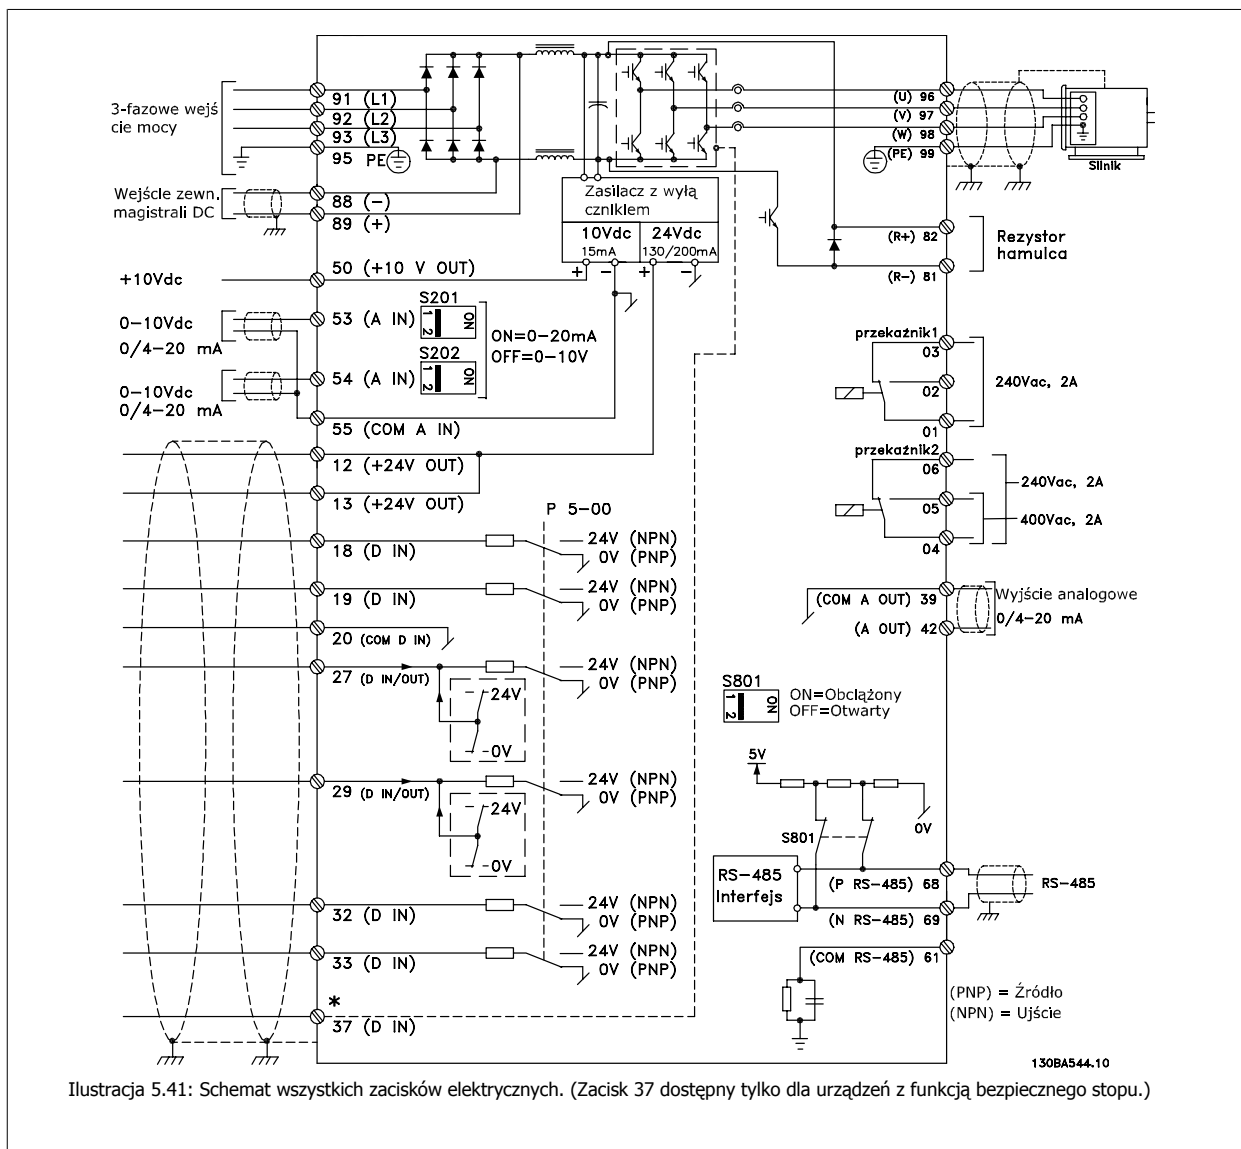 3-fazowe wejś
cie mocy
91 (L1)
92 (L2)
93 (L3)
95 PE
Wejście zewn.
magistrali DC
88 (−)
89 (+)
+10Vdc
50 (+10 V OUT)
0−10Vdc
0/4−20 mA
53 (A IN)
S201
1 2
ON
ON=0−20mA
OFF=0−10V
S202
1 2
ON
0−10Vdc
0/4−20 mA
54 (A IN)
55 (COM A IN)
12 (+24V OUT)
13 (+24V OUT)
Zasilacz z wyłą
cznikiem
10Vdc
15mA
24Vdc
130/200mA
+ − + −
P 5-00
18 (D IN)
24V (NPN)
0V (PNP)
19 (D IN)
24V (NPN)
0V (PNP)
20 (COM D IN)
27 (D IN/OUT)
24V (NPN)
0V (PNP)
24V
0V
29 (D IN/OUT)
24V (NPN)
0V (PNP)
24V
0V
32 (D IN)
24V (NPN)
0V (PNP)
33 (D IN)
24V (NPN)
0V (PNP)
*
37 (D IN)
(U) 96
(V) 97
(W) 98
(PE) 99
Silnik
(R+) 82
(R−) 81
Rezystor
hamulca
przekaźnik1
03
02
01
240Vac, 2A
przekaźnik2
06
05
04
240Vac, 2A
400Vac, 2A
(COM A OUT) 39
(A OUT) 42
Wyjście analogowe
0/4−20 mA
S801
1 2
ON
ON=Obciążony
OFF=Otwarty
5V
0V
S801
RS-485
Interfejs
(P RS-485) 68
(N RS-485) 69
RS-485
(COM RS-485) 61
(PNP) = Źródło
(NPN) = Ujście
130BA544.10
Ilustracja 5.41: Schemat wszystkich zacisków elektrycznych. (Zacisk 37 dostępny tylko dla urządzeń z funkcją bezpiecznego stopu.)